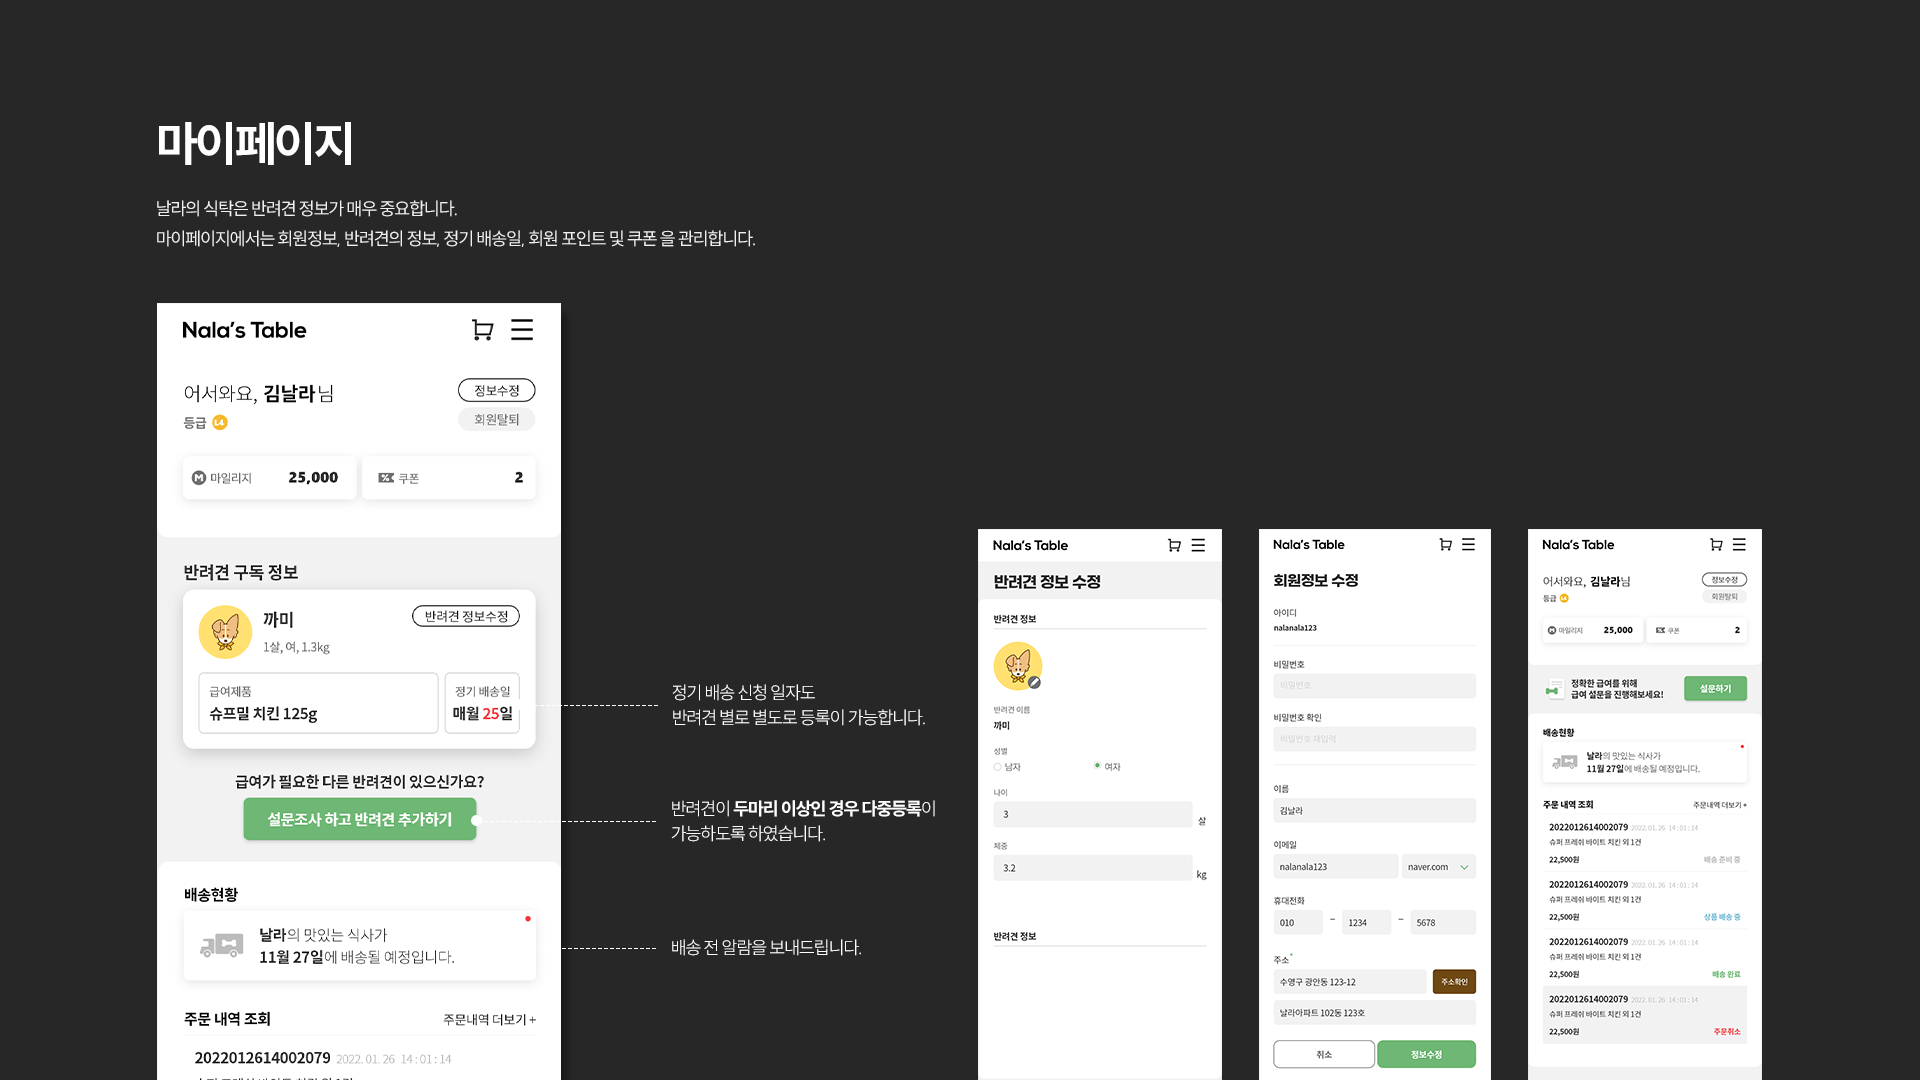 마이페이지
날라의 식탁은 반려견 정보가 매우 중요합니다.
마이페이지에서는 회원정보, 반려견의 정보, 정기 배송일, 회원 포인트 및 쿠폰 을 관리합니다.
Nala's Table
어서와요, 김날라님
정보수정
등급 L4
회원탈퇴
M 마일리지 25,000
% 쿠폰 2
반려견 구독 정보
까미
반려견 정보수정
1살, 여, 1.3kg
급여제품
슈프밀 치킨 125g
정기 배송일
매월 25일
급여가 필요한 다른 반려견이 있으신가요?
설문조사 하고 반려견 추가하기
배송현황
날라의 맛있는 식사가
11월 27일에 배송될 예정입니다.
주문 내역 조회
주문내역 더보기 +
2022012614002079 2022. 01. 26 14 : 01 : 14
정기 배송 신청 일자도
반려견 별로 별도로 등록이 가능합니다.
반려견이 두마리 이상인 경우 다중등록이
가능하도록 하였습니다.
배송 전 알람을 보내드립니다.
Nala's Table
반려견 정보 수정
반려견 정보
반려견 이름
까미
성별
남자
여자
나이
3 살
체중
3.2 kg
반려견 정보
Nala's Table
회원정보 수정
아이디
nalanala123
비밀번호
비밀번호
비밀번호 확인
비밀번호 재입력
이름
김날라
이메일
nalanala123
naver.com
휴대전화
010 – 1234 – 5678
주소*
수영구 광안동 123-12
주소확인
날라아파트 102동 123호
취소
정보수정
Nala's Table
어서와요, 김날라님
정보수정
등급 L4
회원탈퇴
M 마일리지 25,000
% 쿠폰 2
정확한 급여를 위해
급여 설문을 진행해보세요!
설문하기
배송현황
날라의 맛있는 식사가
11월 27일에 배송될 예정입니다.
주문 내역 조회
주문내역 더보기 +
2022012614002079 2022. 01. 26 14 : 01 : 14
슈퍼 프레쉬 바이트 치킨 외 1건
22,500원
배송 준비 중
2022012614002079 2022. 01. 26 14 : 01 : 14
슈퍼 프레쉬 바이트 치킨 외 1건
22,500원
상품 배송 중
2022012614002079 2022. 01. 26 14 : 01 : 14
슈퍼 프레쉬 바이트 치킨 외 1건
22,500원
배송 완료
2022012614002079 2022. 01. 26 14 : 01 : 14
슈퍼 프레쉬 바이트 치킨 외 1건
22,500원
주문취소